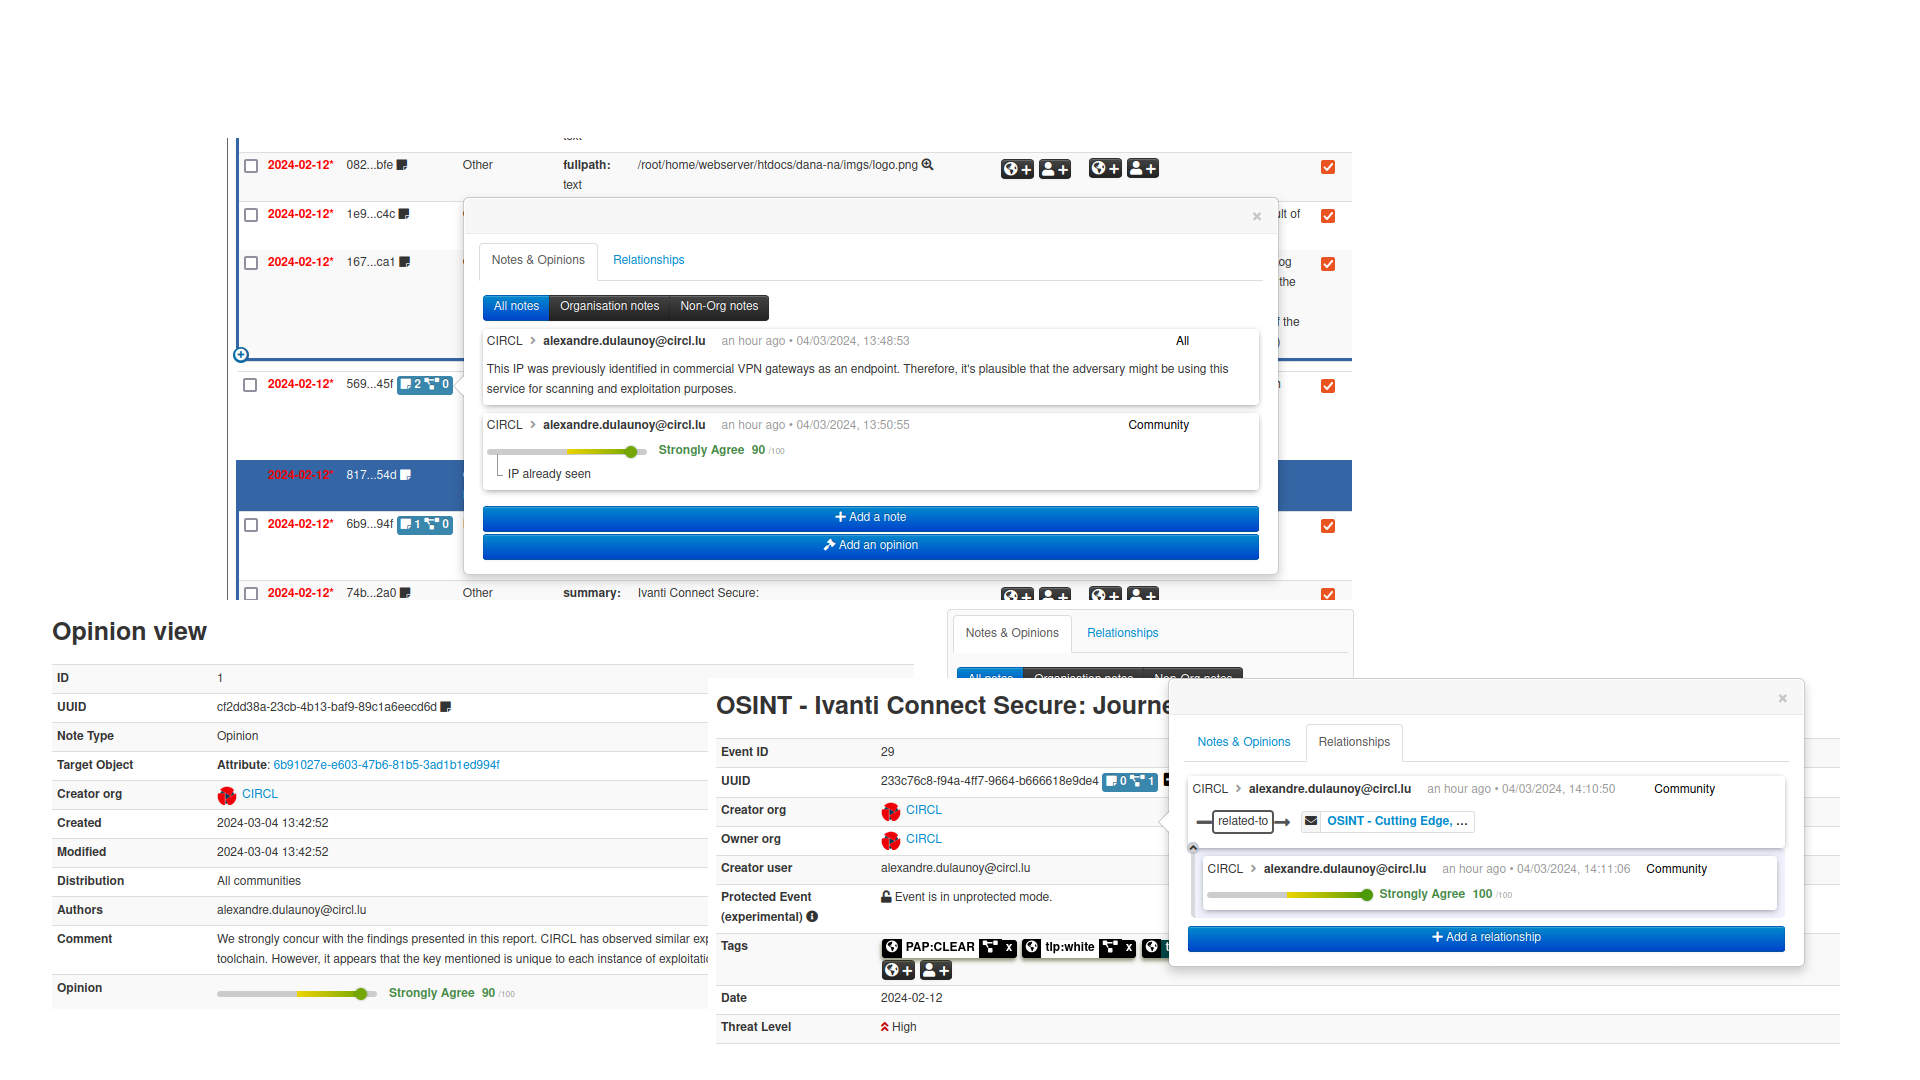 2024-02-12* 082...bfe Other fullpath: /root/home/webserver/htdocs/dana-na/imgs/logo.png
text
2024-02-12* 1e9...c4c ult of
× 
Notes & Opinions Relationships
2024-02-12* 167...ca1 og
the
All notes Organisation notes Non-Org notes
f the
)
CIRCL > alexandre.dulaunoy@circl.lu an hour ago • 04/03/2024, 13:48:53 All
This IP was previously identified in commercial VPN gateways as an endpoint. Therefore, it's plausible that the adversary might be using this
service for scanning and exploitation purposes.
2024-02-12* 569...45f 2 0
CIRCL > alexandre.dulaunoy@circl.lu an hour ago • 04/03/2024, 13:50:55 Community
Strongly Agree 90 /100
IP already seen
2024-02-12* 817...54d
+ Add a note
2024-02-12* 6b9...94f 1 0
Add an opinion
2024-02-12* 74b...2a0 Other summary: Ivanti Connect Secure:
Opinion view
ID 1
UUID cf2dd38a-23cb-4b13-baf9-89c1a6eecd6d
Note Type Opinion
Target Object Attribute: 6b91027e-e603-47b6-81b5-3ad1b1ed994f
Creator org CIRCL
Created 2024-03-04 13:42:52
Modified 2024-03-04 13:42:52
Distribution All communities
Authors alexandre.dulaunoy@circl.lu
Comment We strongly concur with the findings presented in this report. CIRCL has observed similar exp
toolchain. However, it appears that the key mentioned is unique to each instance of exploitatio
Opinion Strongly Agree 90 /100
Notes & Opinions Relationships
All notes Organisation notes Non-Org notes
OSINT - Ivanti Connect Secure: Journe
Event ID 29
UUID 233c76c8-f94a-4ff7-9664-b666618e9de4 0 1
Creator org CIRCL
Owner org CIRCL
Creator user alexandre.dulaunoy@circl.lu
Protected Event Event is in unprotected mode.
(experimental)
Tags PAP:CLEAR x tlp:white x t
Date 2024-02-12
Threat Level High
×
Notes & Opinions Relationships
CIRCL > alexandre.dulaunoy@circl.lu an hour ago • 04/03/2024, 14:10:50 Community
related-to OSINT - Cutting Edge, ...
CIRCL > alexandre.dulaunoy@circl.lu an hour ago • 04/03/2024, 14:11:06 Community
Strongly Agree 100 /100
+ Add a relationship